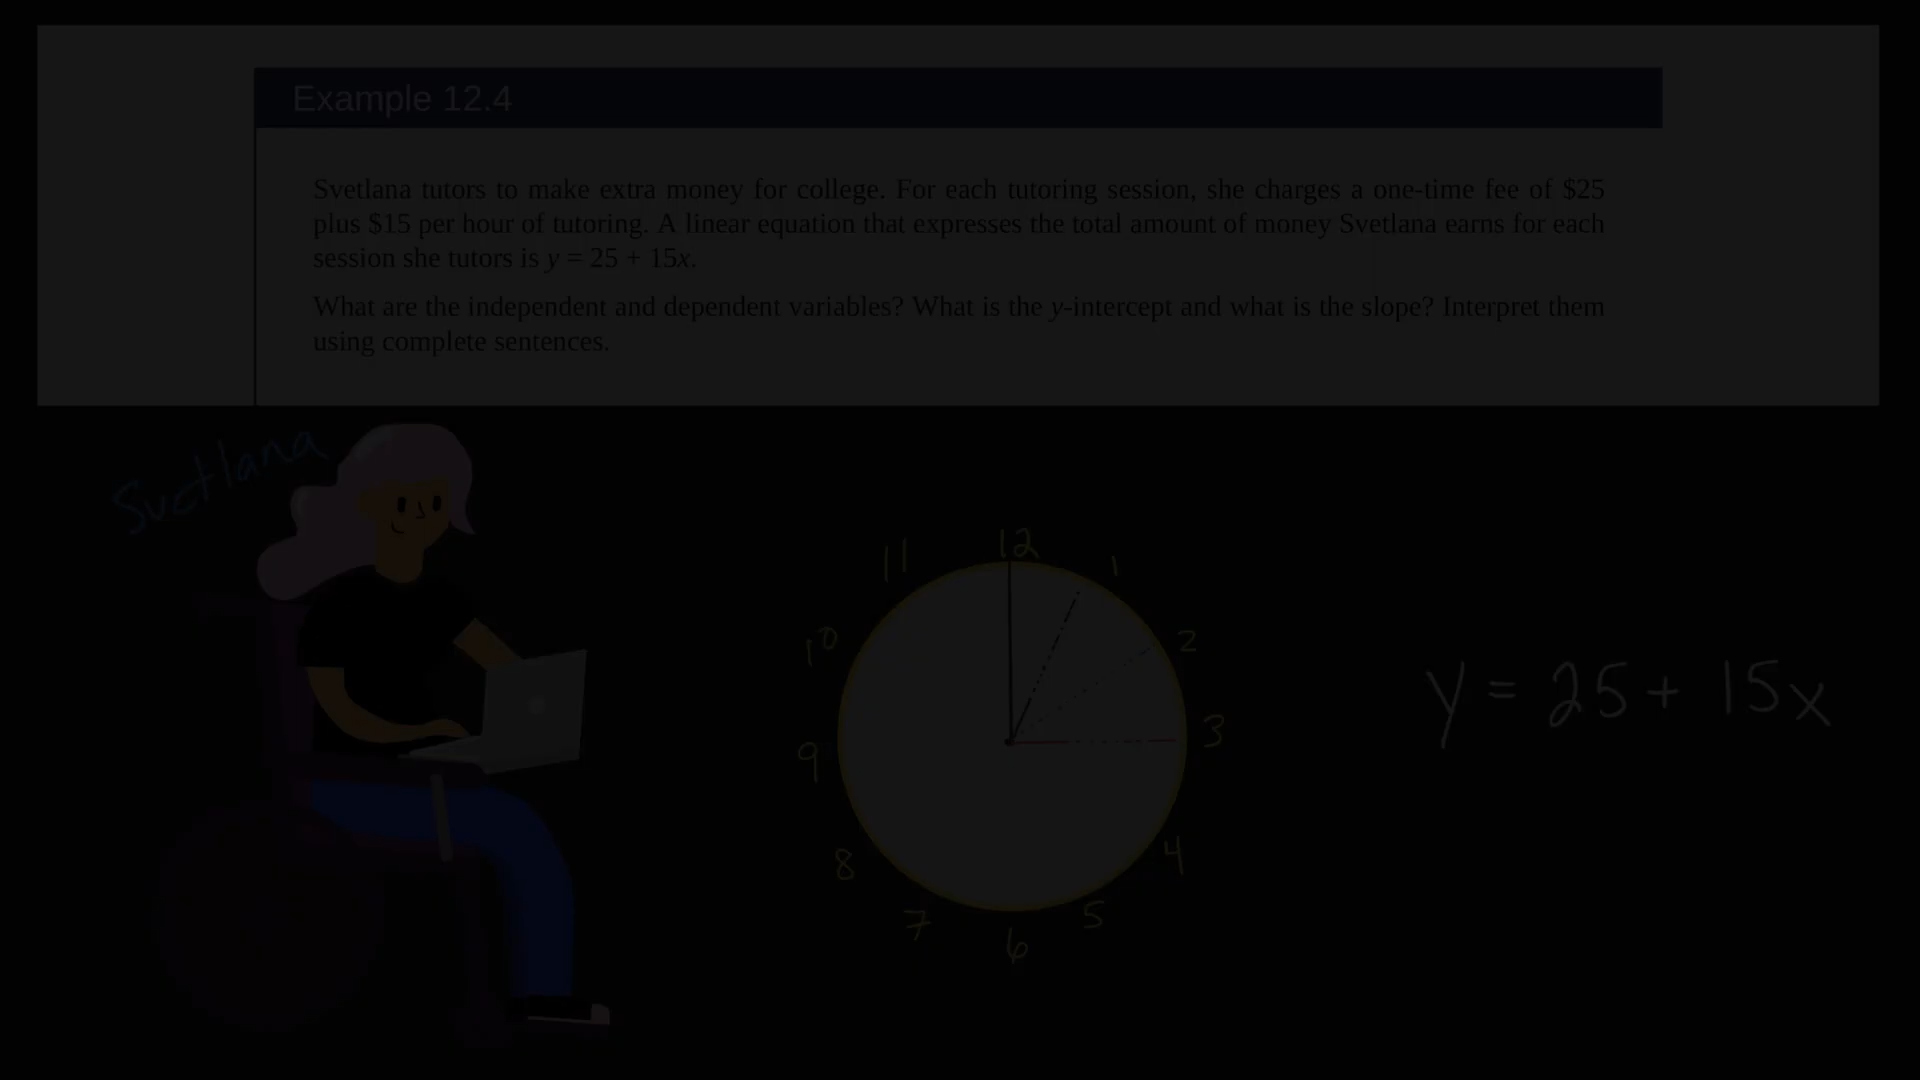 Example 12.4
Svetlana tutors to make extra money for college. For each tutoring session, she charges a one-time fee of $25
plus $15 per hour of tutoring. A linear equation that expresses the total amount of money Svetlana earns for each
session she tutors is y = 25 + 15x.
What are the independent and dependent variables? What is the y-intercept and what is the slope? Interpret them
using complete sentences.
Svetlana
12
11
1
10
2
9
3
8
4
7
5
6
y = 25 + 15x